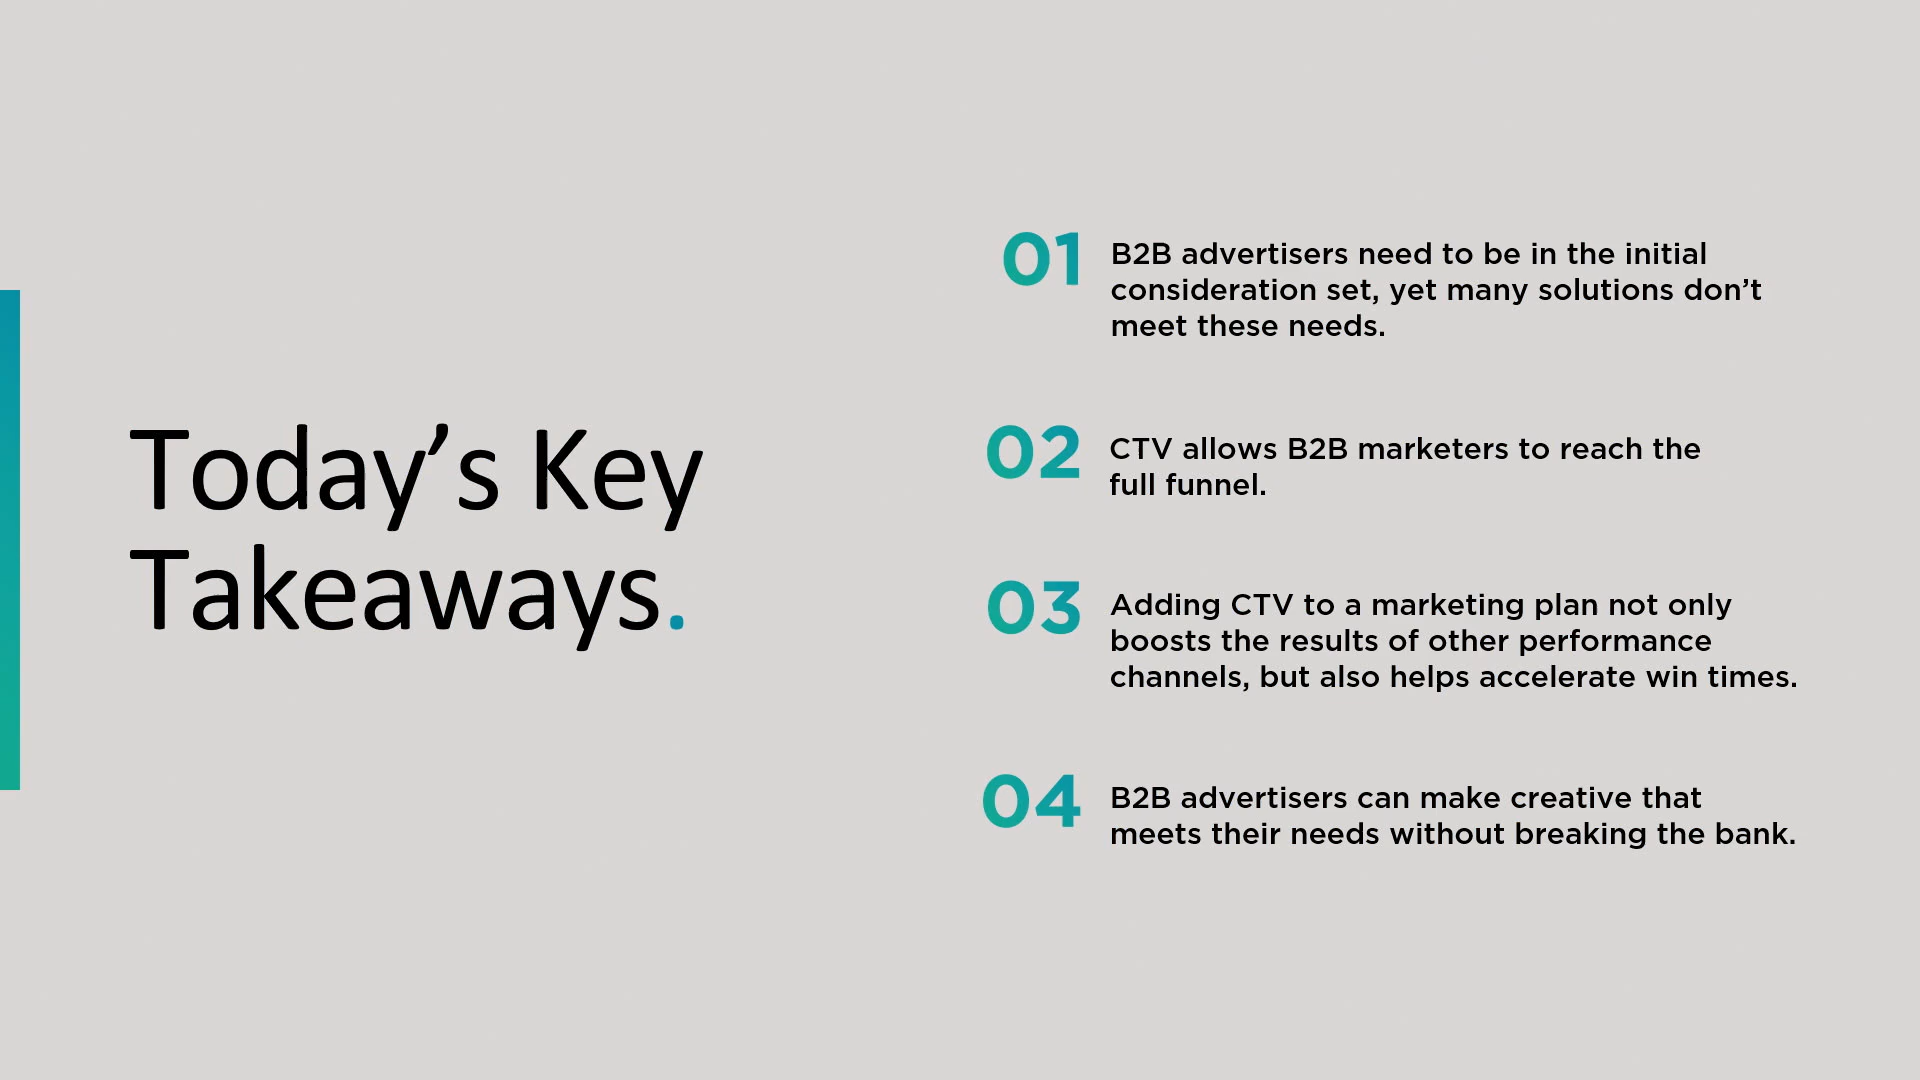 Today’s Key
Takeaways.
01
B2B advertisers need to be in the initial
consideration set, yet many solutions don’t
meet these needs.
02
CTV allows B2B marketers to reach the
full funnel.
03
Adding CTV to a marketing plan not only
boosts the results of other performance
channels, but also helps accelerate win times.
04
B2B advertisers can make creative that
meets their needs without breaking the bank.